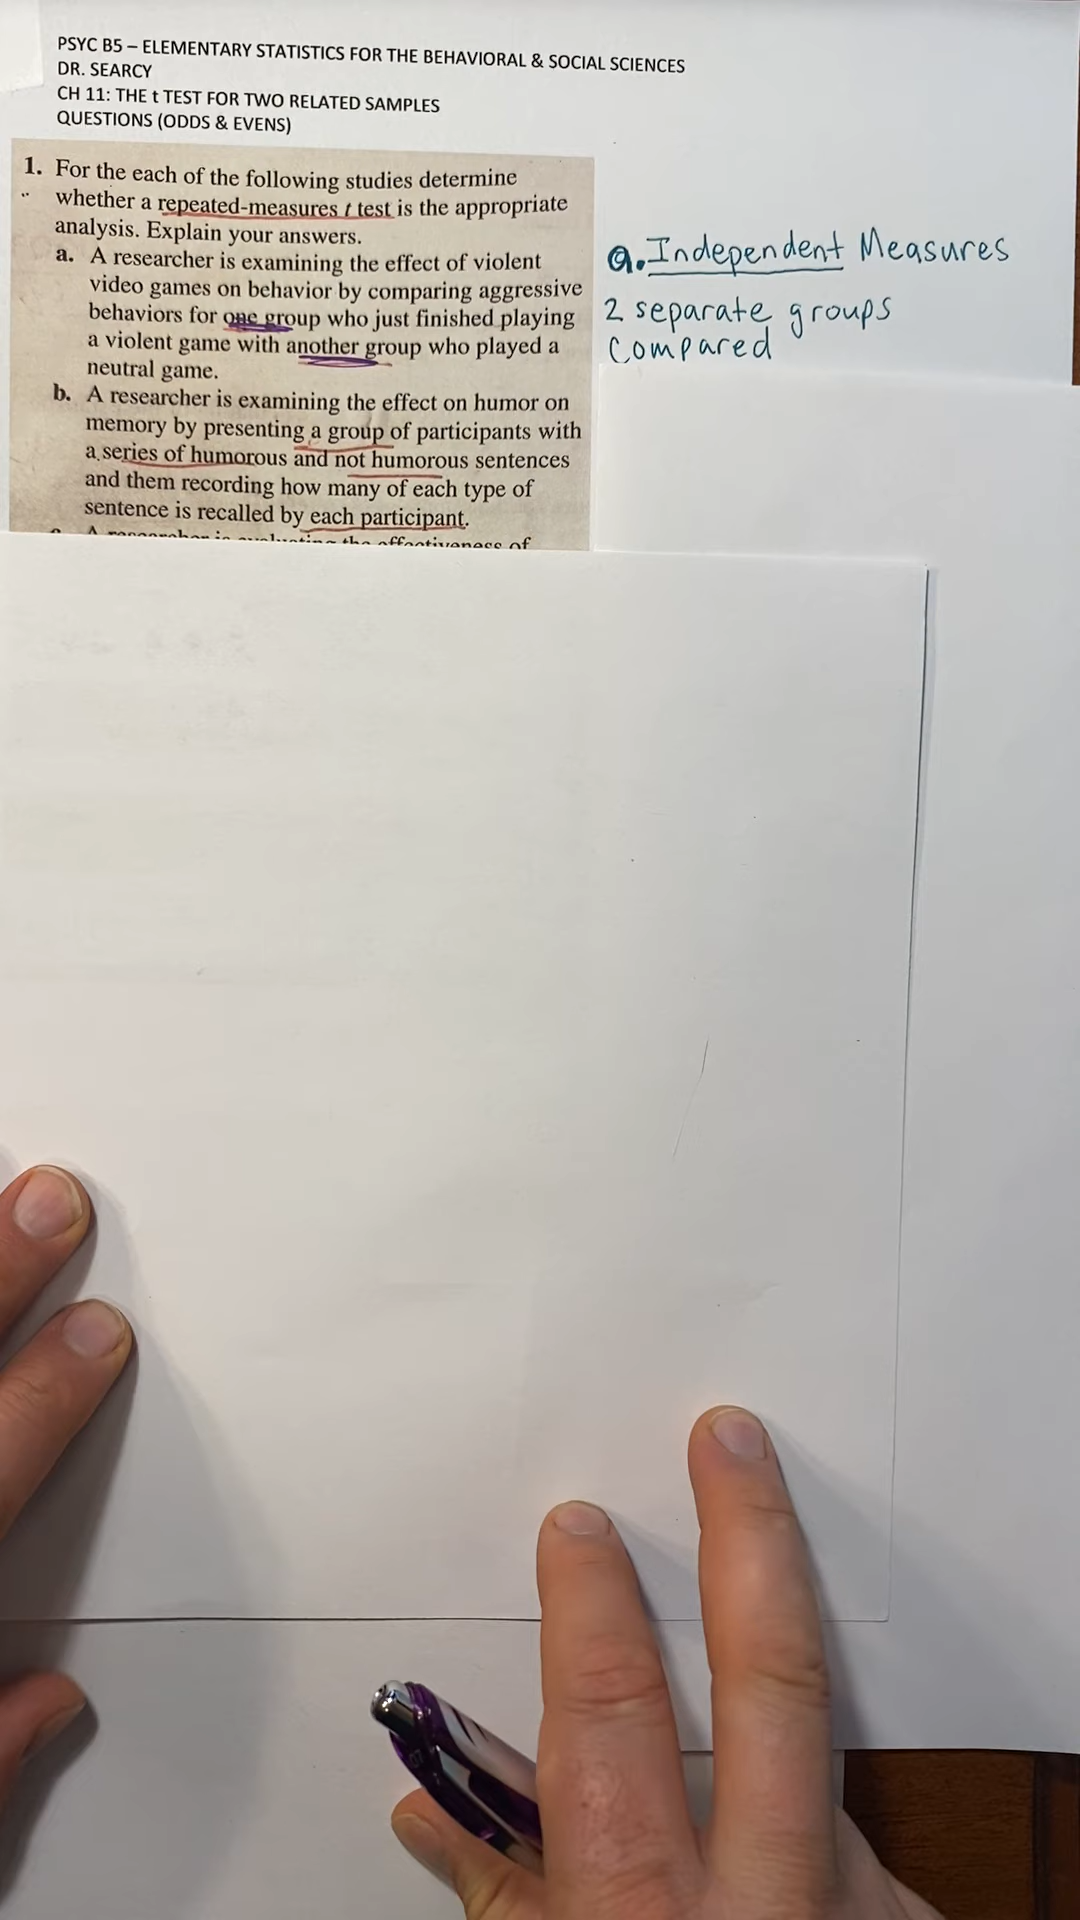 PSYC B5 – ELEMENTARY STATISTICS FOR THE BEHAVIORAL & SOCIAL SCIENCES
DR. SEARCY
CH 11: THE t TEST FOR TWO RELATED SAMPLES
QUESTIONS (ODDS & EVENS)
1. For the each of the following studies determine
whether a repeated-measures t test is the appropriate
analysis. Explain your answers.
a. A researcher is examining the effect of violent
video games on behavior by comparing aggressive
behaviors for one group who just finished playing
a violent game with another group who played a
neutral game.
b. A researcher is examining the effect on humor on
memory by presenting a group of participants with
a series of humorous and not humorous sentences
and them recording how many of each type of
sentence is recalled by each participant.
A researcher is evaluating the effectiveness of
a. Independent Measures
2 separate groups
Compared